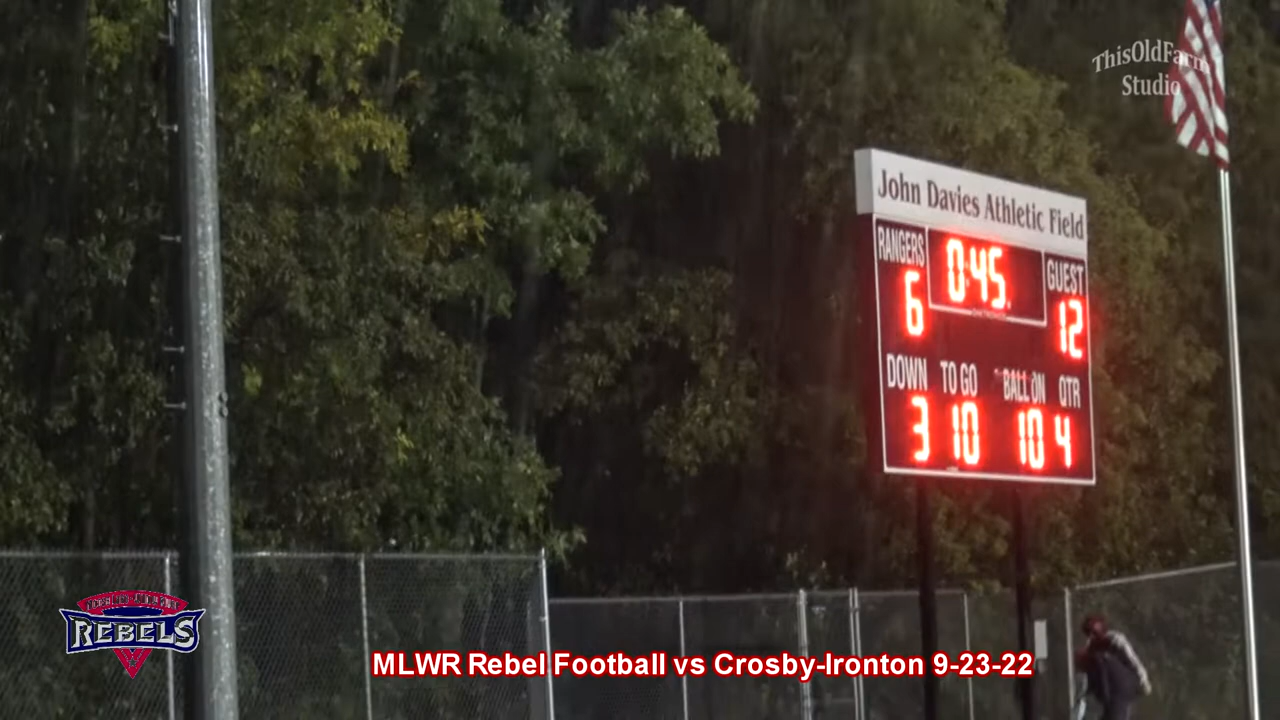 ThisOldFarm
Studio
John Davies Athletic Field
RANGERS
0:45
GUEST
6
12
DOWN
TO GO
BALL ON
QTR
3
10
10
4
REBELS
MLWR Rebel Football vs Crosby-Ironton 9-23-22